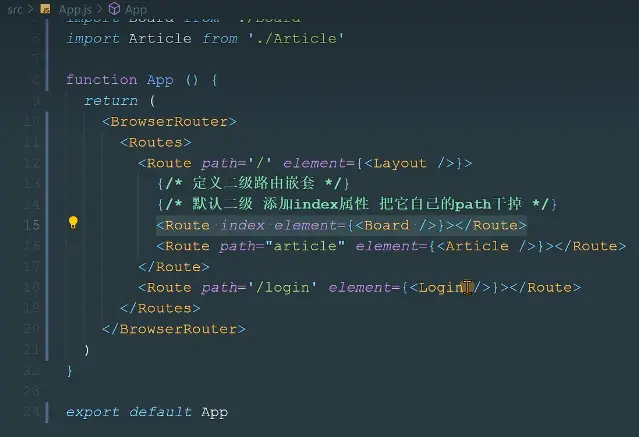 src > JS App.js > App
import Board from './Board'
6 import Article from './Article'
7
8 function App () {
9 return (
10 <BrowserRouter>
11 <Routes>
12 <Route path='/' element={<Layout />}>
13 {/* 定义二级路由嵌套 */}
14 {/* 默认二级 添加index属性 把它自己的path干掉 */}
15 <Route index element={<Board />}></Route>
16 <Route path="article" element={<Article />}></Route>
17 </Route>
18 <Route path='/login' element={<Login />}></Route>
19 </Routes>
20 </BrowserRouter>
21 )
22 }
23
24 export default App